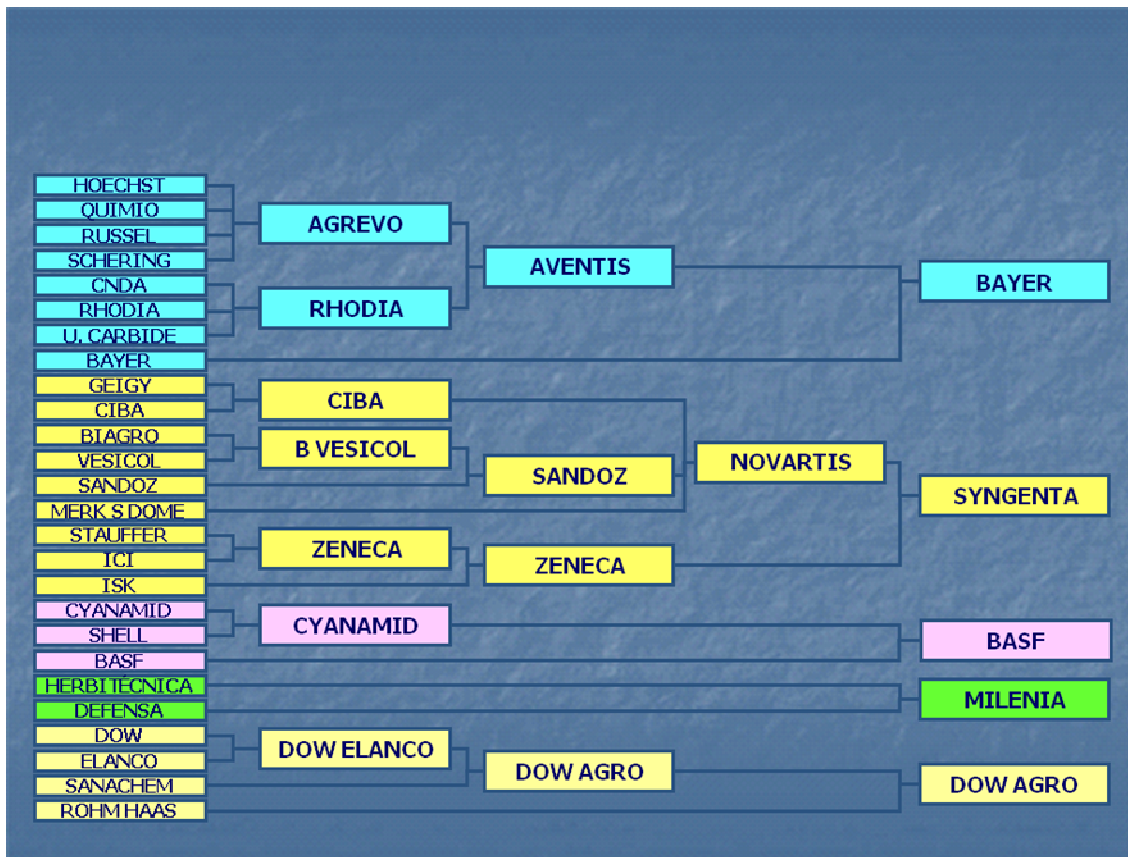 HOECHST
QUIMIO
RUSSEL
SCHERING
CNDA
RHODIA
U. CARBIDE
BAYER
GEIGY
CIBA
BIAGRO
VESICOL
SANDOZ
MERK S DOME
STAUFFER
ICI
ISK
CYANAMID
SHELL
BASF
HERBITÉCNICA
DEFENSA
DOW
ELANCO
SANACHEM
ROHM HAAS
AGREVO
RHODIA
CIBA
B VESICOL
ZENECA
CYANAMID
DOW ELANCO
AVENTIS
SANDOZ
ZENECA
DOW AGRO
NOVARTIS
BAYER
SYNGENTA
BASF
MILENIA
DOW AGRO